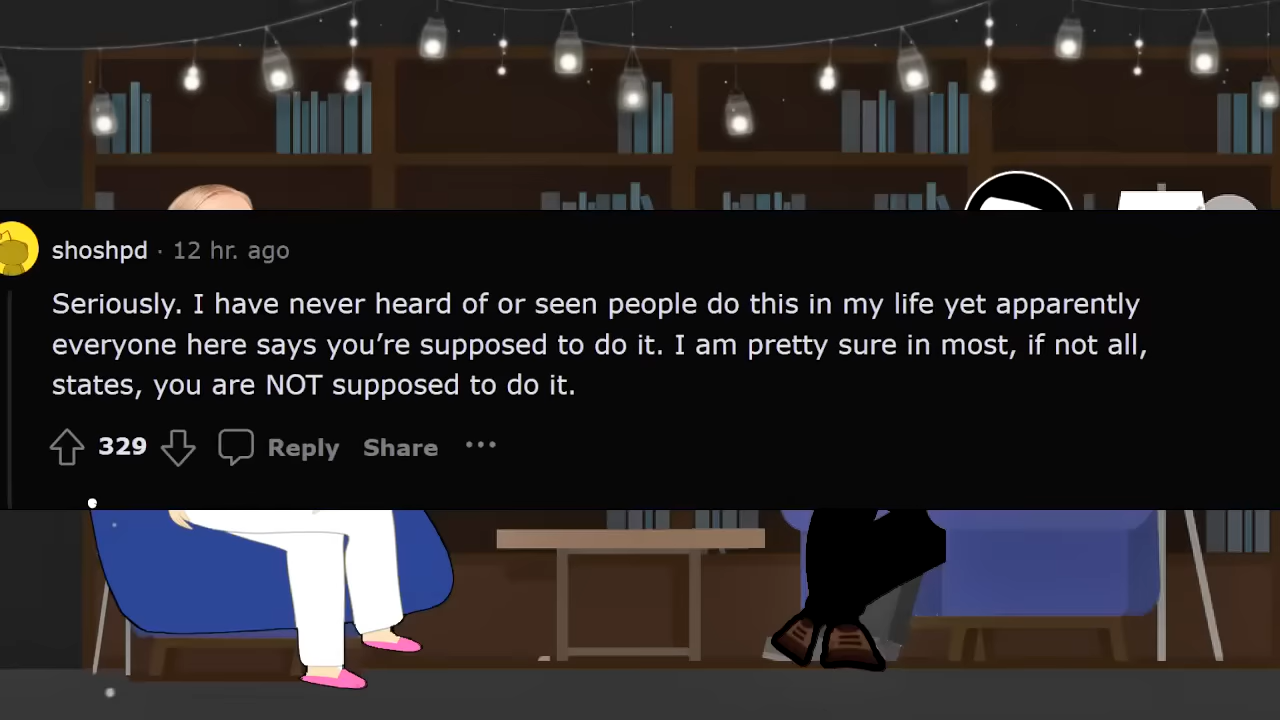 shoshpd · 12 hr. ago
Seriously. I have never heard of or seen people do this in my life yet apparently
everyone here says you’re supposed to do it. I am pretty sure in most, if not all,
states, you are NOT supposed to do it.
329 Reply Share ···